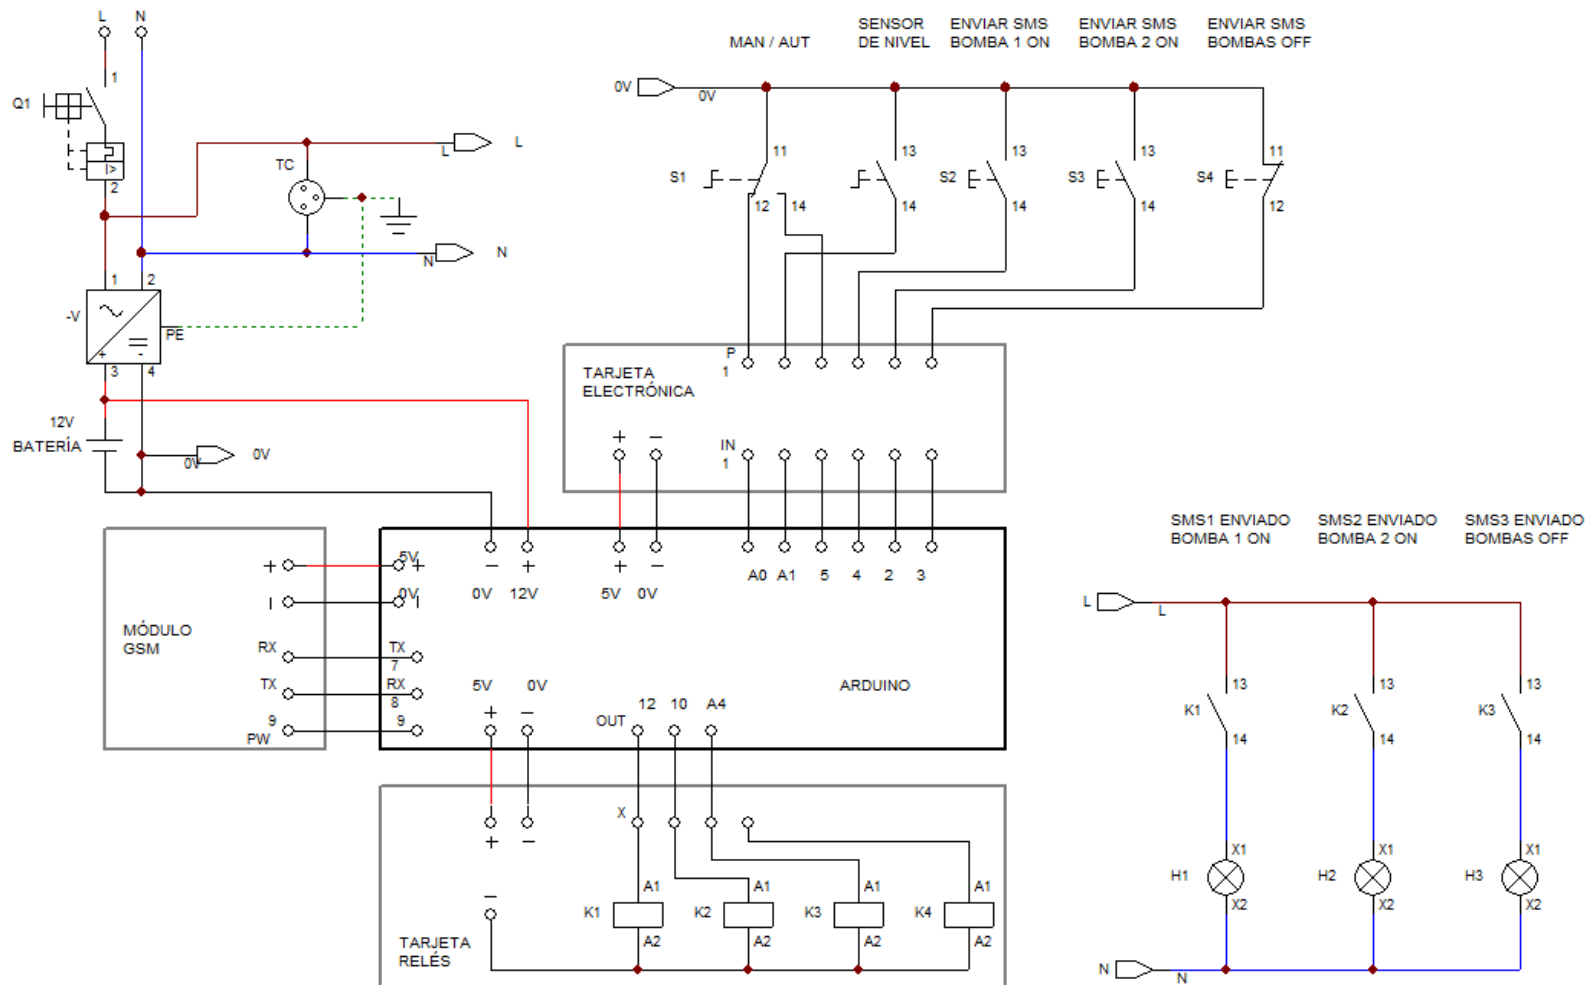 L N
1
Q1
I>
2
TC
L L
N N
1 2
-V
PE
+ -
3 4
12V
BATERÍA
0V 0V
MAN / AUT
SENSOR
DE NIVEL
ENVIAR SMS
BOMBA 1 ON
ENVIAR SMS
BOMBA 2 ON
ENVIAR SMS
BOMBAS OFF
0V 0V
11 13 13 13 11
S1 S2 S3 S4
12 14 14 14 14 12
P
1
TARJETA
ELECTRÓNICA
+ −
IN
1
MÓDULO
GSM
+ 5V +
I 0V I
RX TX
7
TX RX
8
9 9
PW
− + + −
0V 12V 5V 0V
A0 A1 5 4 2 3
ARDUINO
5V 0V
+ −
OUT 12 10 A4
X
+ −
−
A1 A1 A1 A1
K1 K2 K3 K4
A2 A2 A2 A2
TARJETA
RELÉS
SMS1 ENVIADO
BOMBA 1 ON
SMS2 ENVIADO
BOMBA 2 ON
SMS3 ENVIADO
BOMBAS OFF
L L
13 13 13
K1 K2 K3
14 14 14
X1 X1 X1
H1 H2 H3
X2 X2 X2
N N